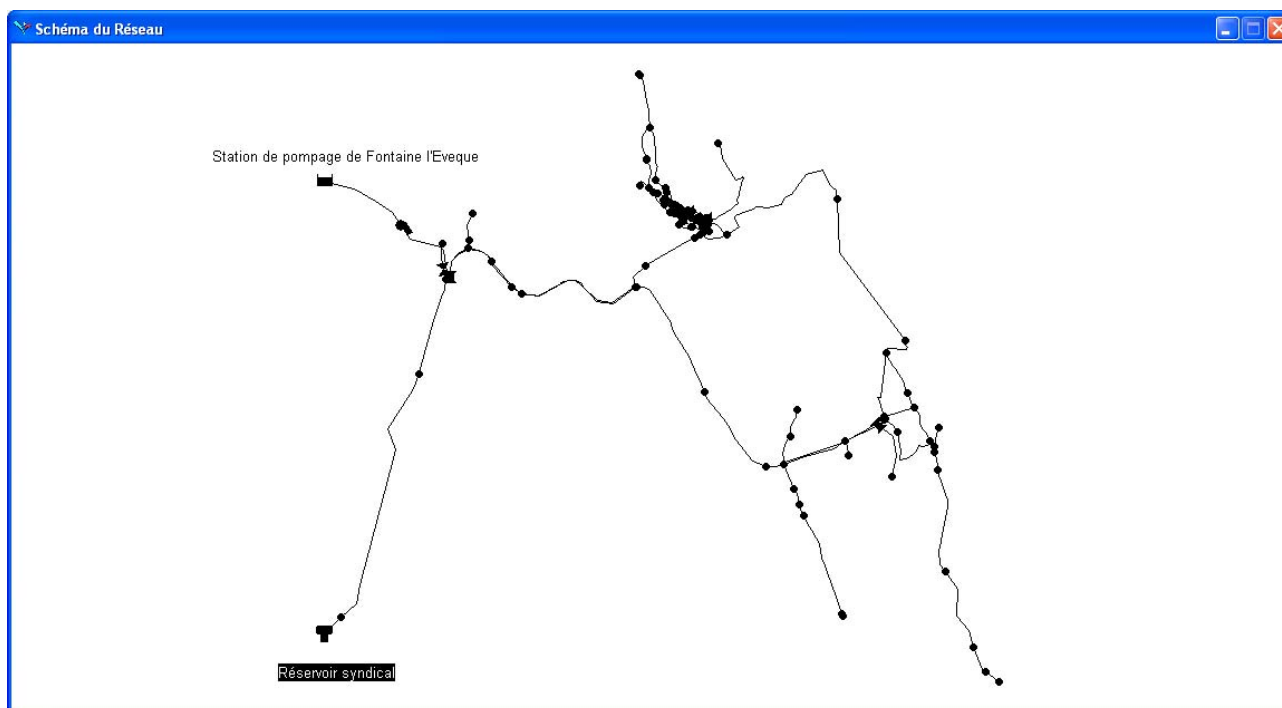 Schéma du Réseau
Station de pompage de Fontaine l'Eveque
Réservoir syndical